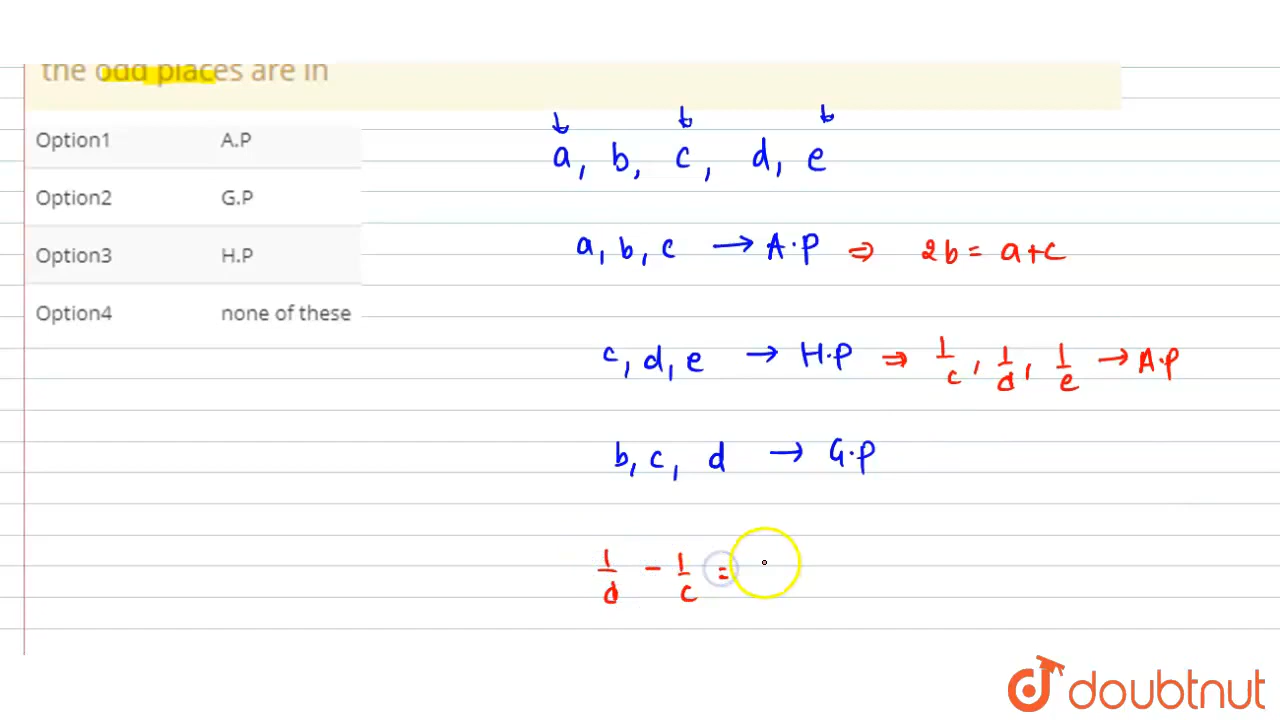 the odd places are in
Option1 A.P
Option2 G.P
Option3 H.P
Option4 none of these
a, b, c, d, e
a, b, c → A.P ⇒ 2b = a+c
c, d, e → H.P ⇒ 1/c, 1/d, 1/e → A.P
b, c, d → G.P
1/d - 1/c =
doubtnut